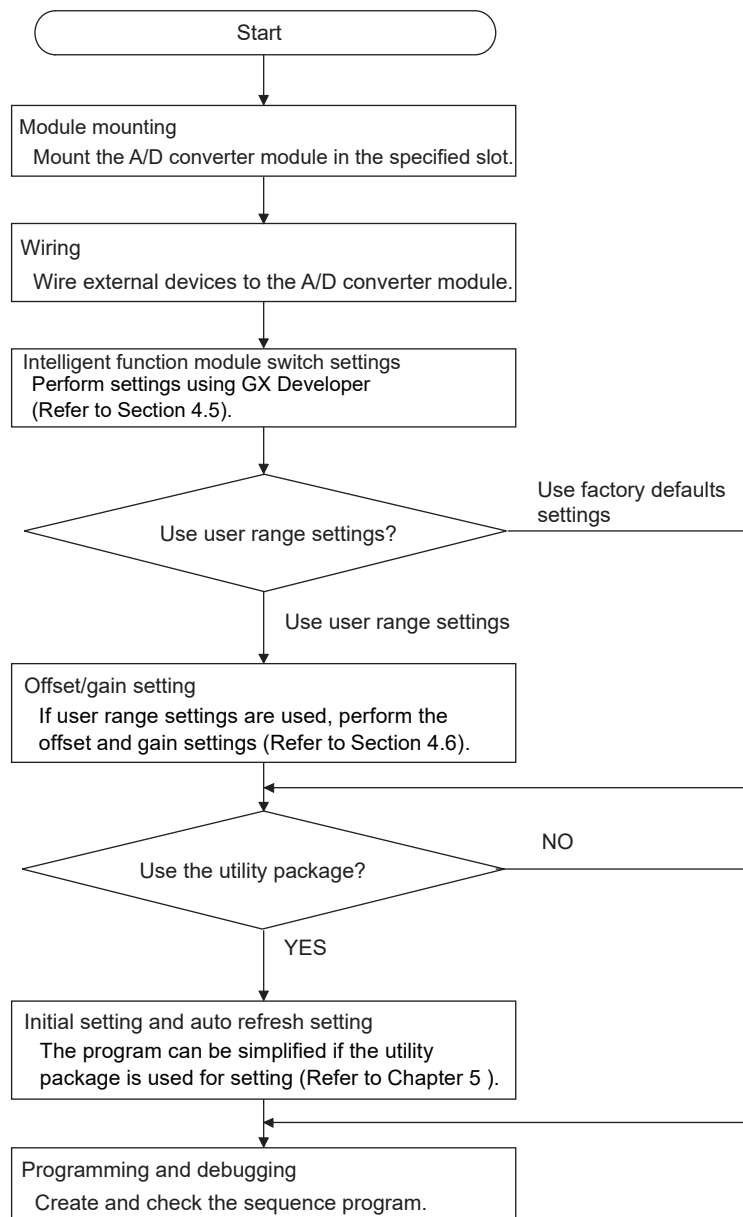 Start
Module mounting
Mount the A/D converter module in the specified slot.
Wiring
Wire external devices to the A/D converter module.
Intelligent function module switch settings
Perform settings using GX Developer
(Refer to Section 4.5).
Use factory defaults
settings
Use user range settings?
Use user range settings
Offset/gain setting
If user range settings are used, perform the
offset and gain settings (Refer to Section 4.6).
NO
Use the utility package?
YES
Initial setting and auto refresh setting
The program can be simplified if the utility
package is used for setting (Refer to Chapter 5 ).
Programming and debugging
Create and check the sequence program.